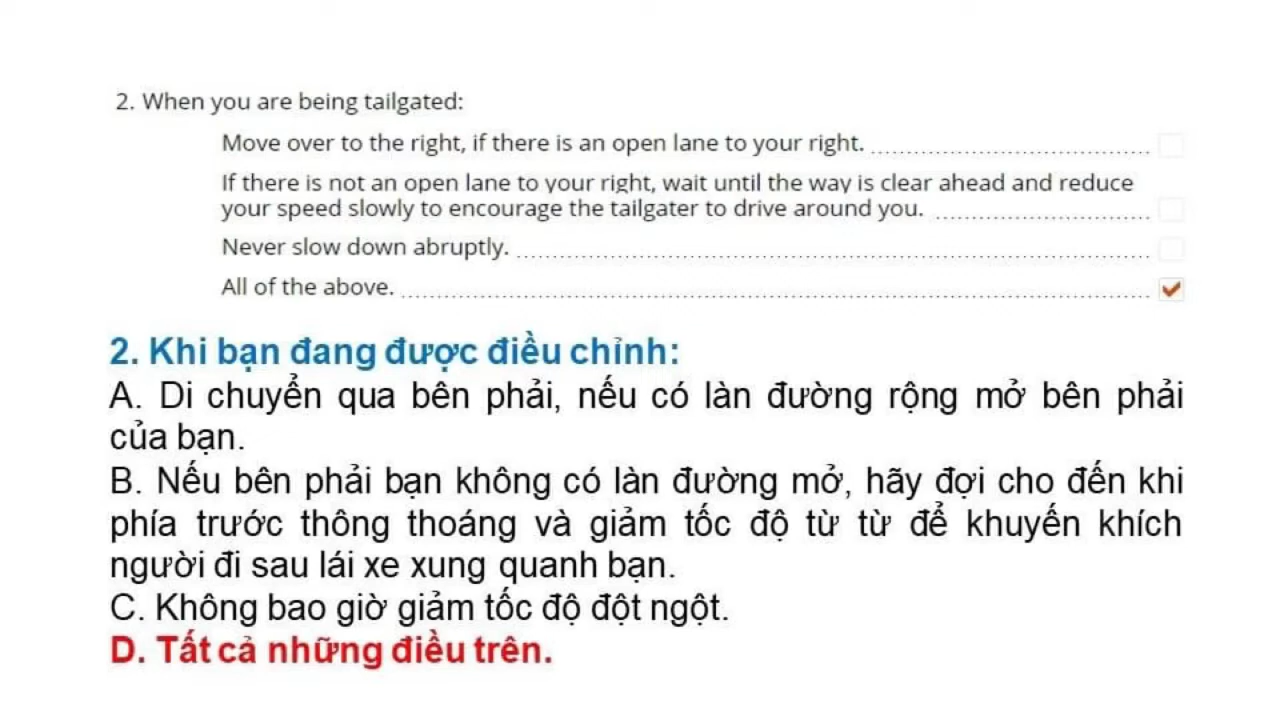 2. When you are being tailgated:
Move over to the right, if there is an open lane to your right.
If there is not an open lane to your right, wait until the way is clear ahead and reduce
your speed slowly to encourage the tailgater to drive around you.
Never slow down abruptly.
All of the above.
2. Khi bạn đang được điều chỉnh:
A. Di chuyển qua bên phải, nếu có làn đường rộng mở bên phải
của bạn.
B. Nếu bên phải bạn không có làn đường mở, hãy đợi cho đến khi
phía trước thông thoáng và giảm tốc độ từ từ để khuyến khích
người đi sau lái xe xung quanh bạn.
C. Không bao giờ giảm tốc độ đột ngột.
D. Tất cả những điều trên.